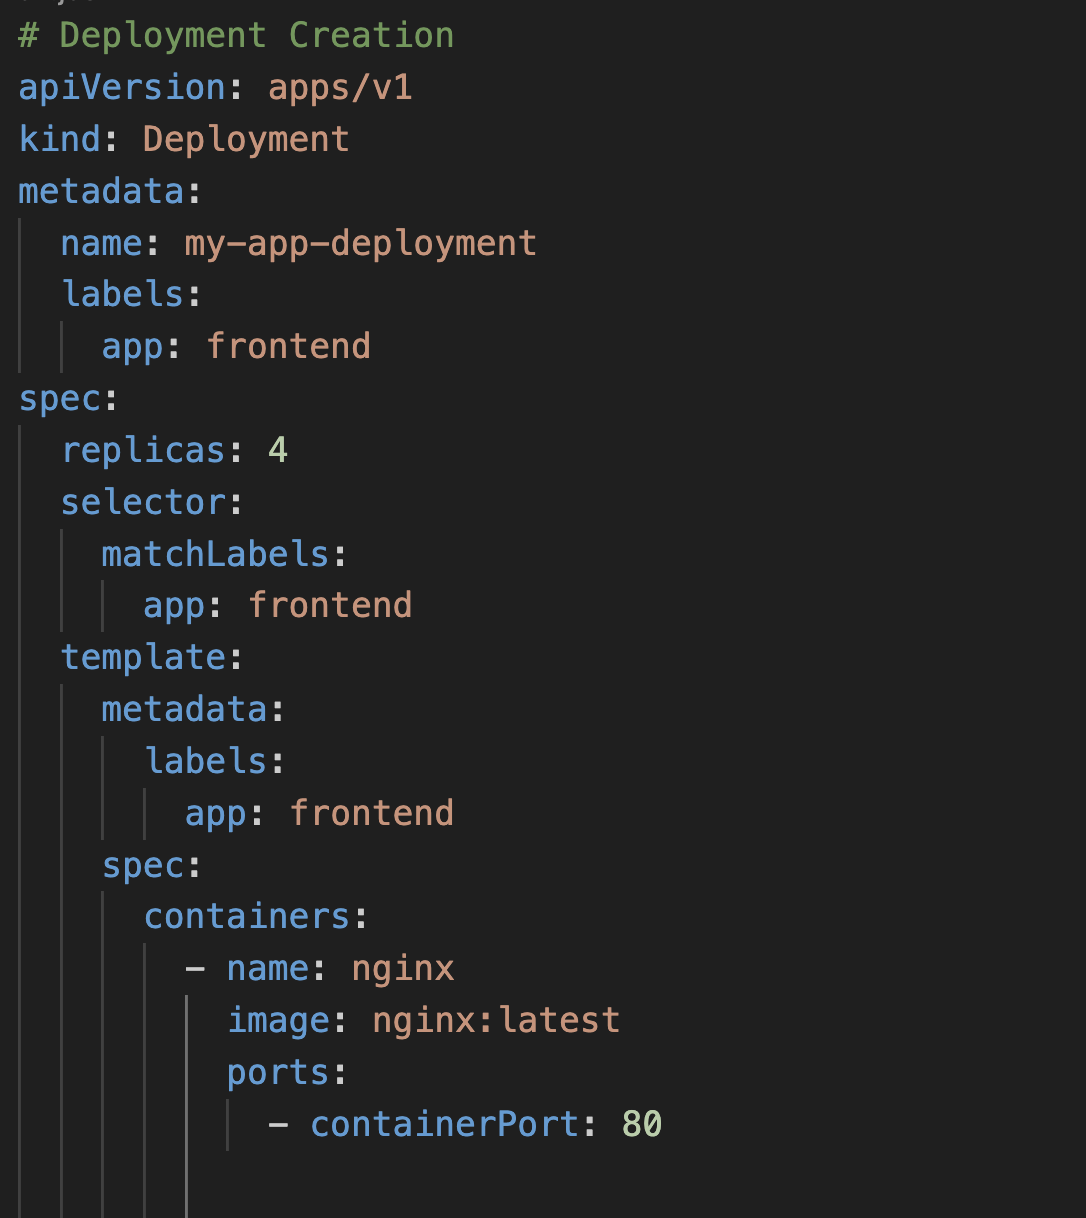 # Deployment Creation
apiVersion: apps/v1
kind: Deployment
metadata:
  name: my-app-deployment
  labels:
    app: frontend
spec:
  replicas: 4
  selector:
    matchLabels:
      app: frontend
  template:
    metadata:
      labels:
        app: frontend
    spec:
      containers:
        - name: nginx
          image: nginx:latest
          ports:
            - containerPort: 80